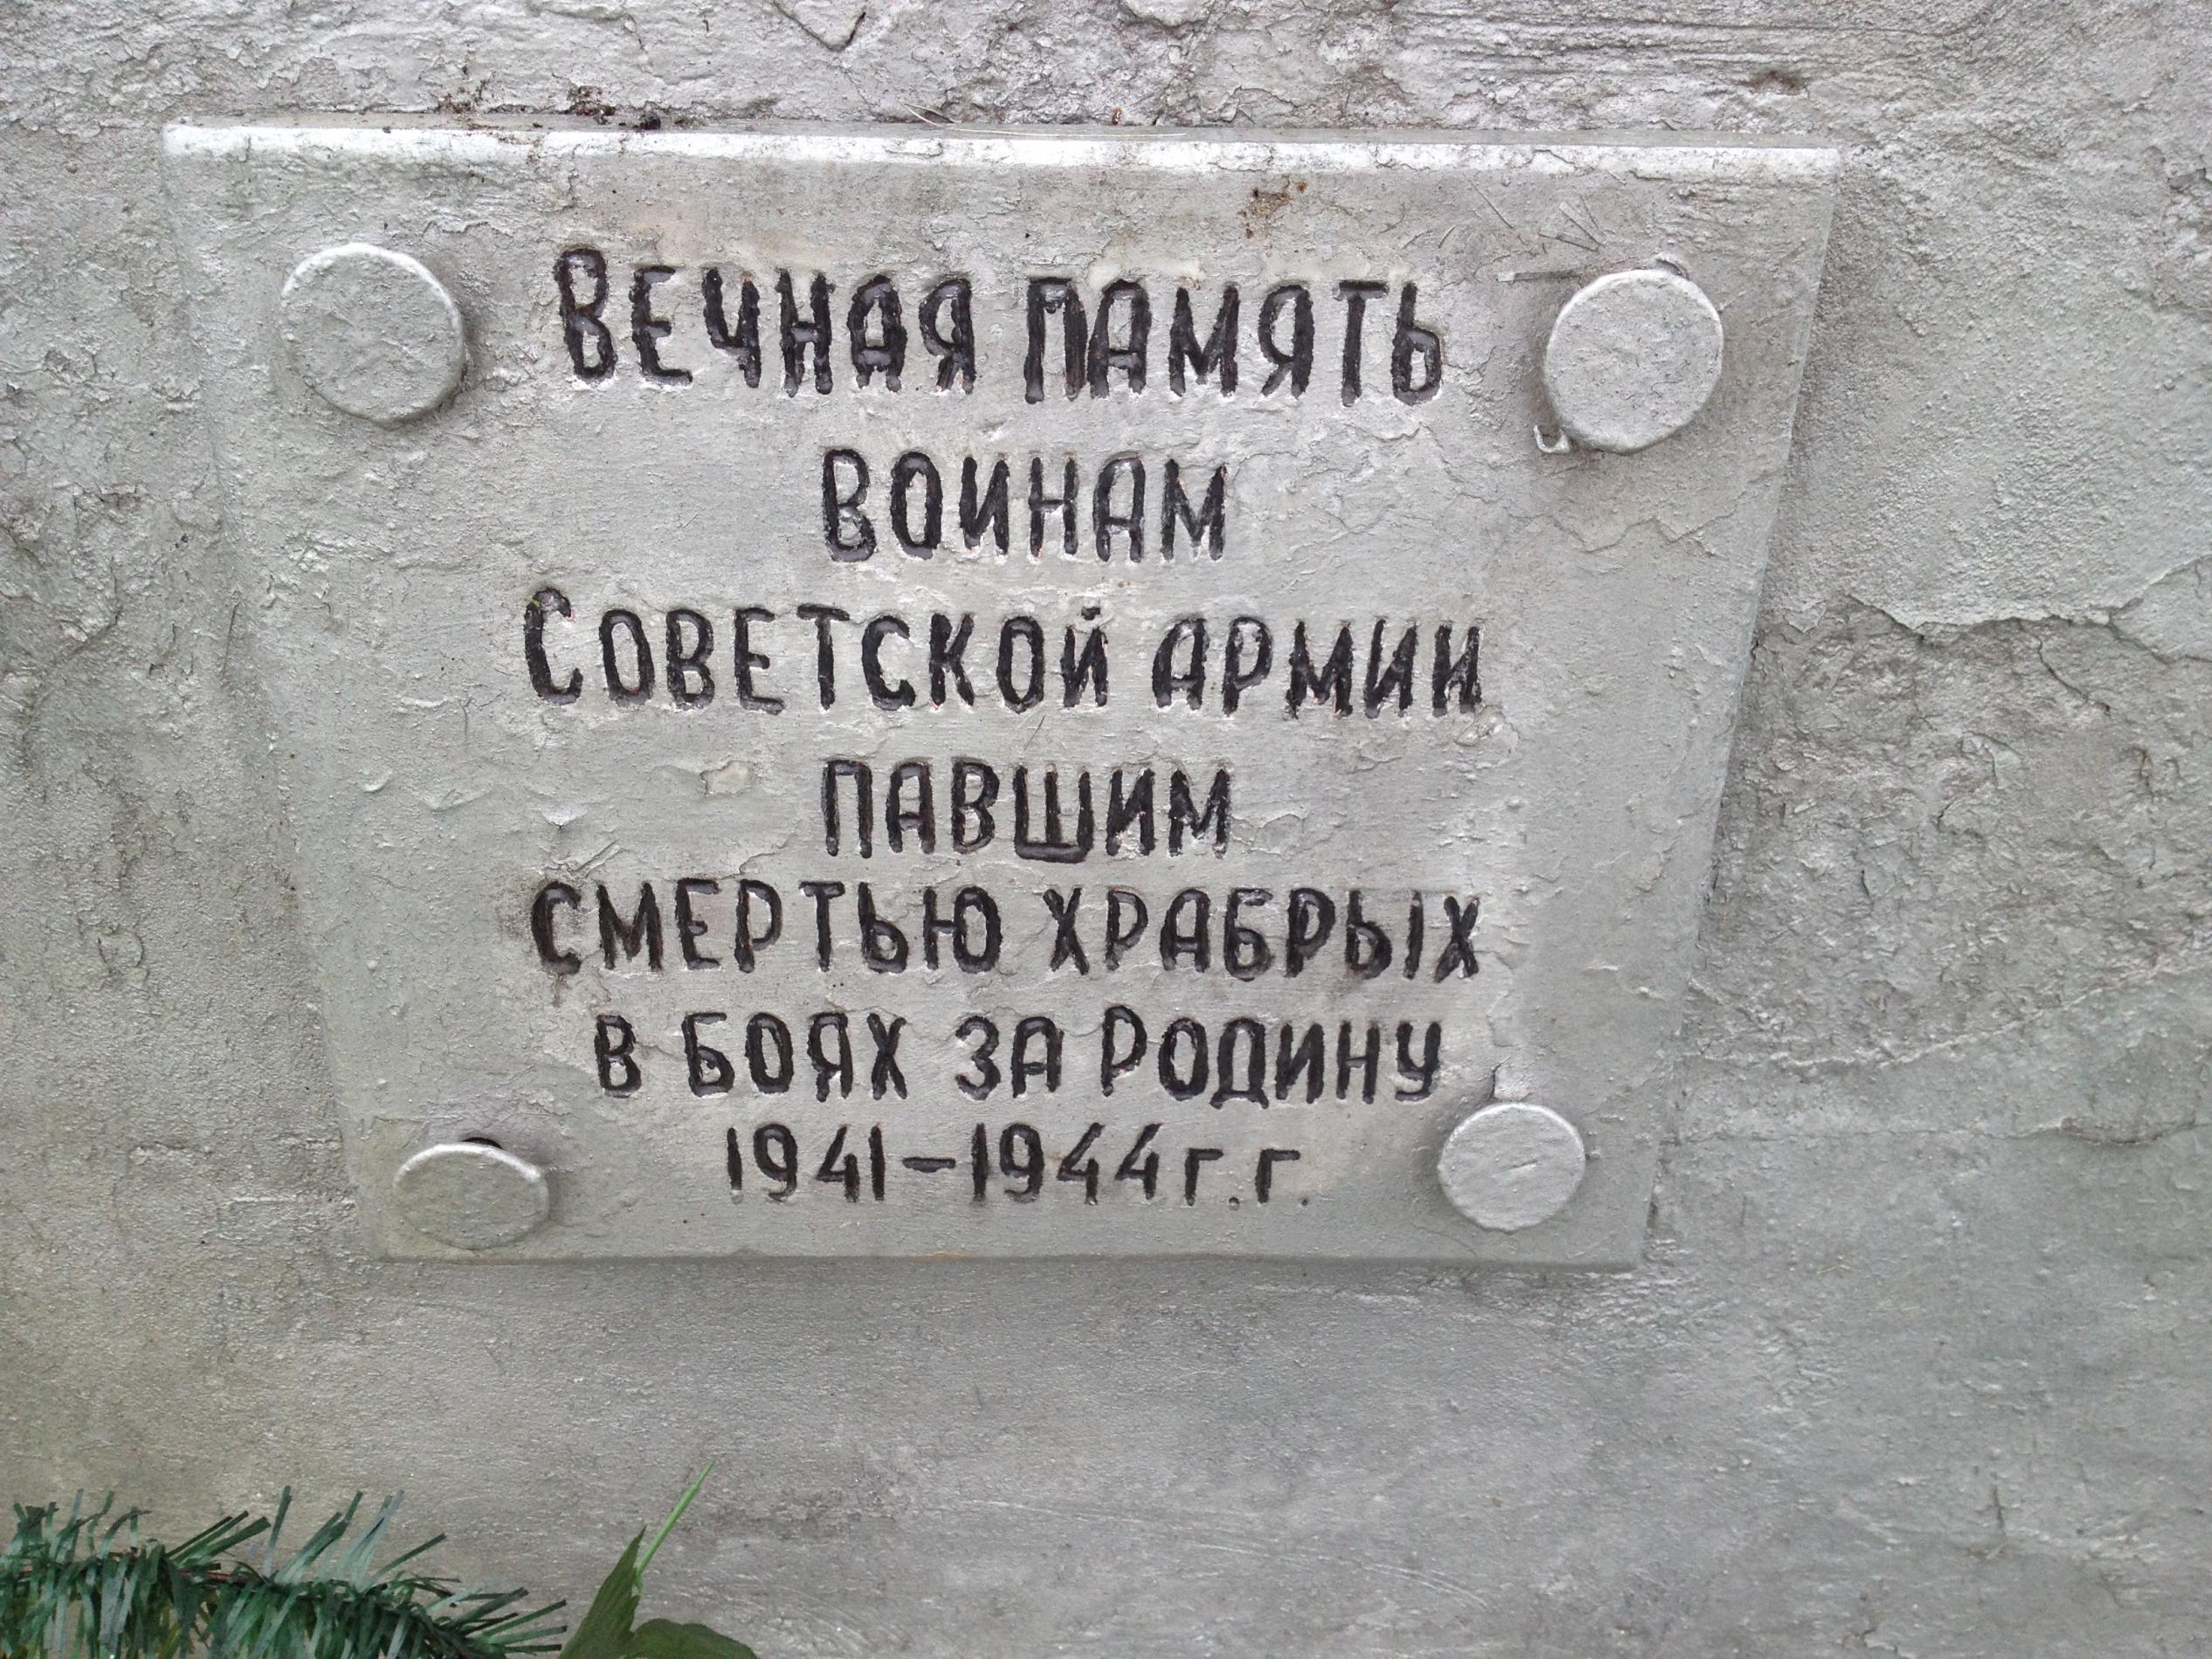 Вечная память
воинам
Советской армии
павшим
смертью храбрых
в боях за Родину
1941-1944г.г.